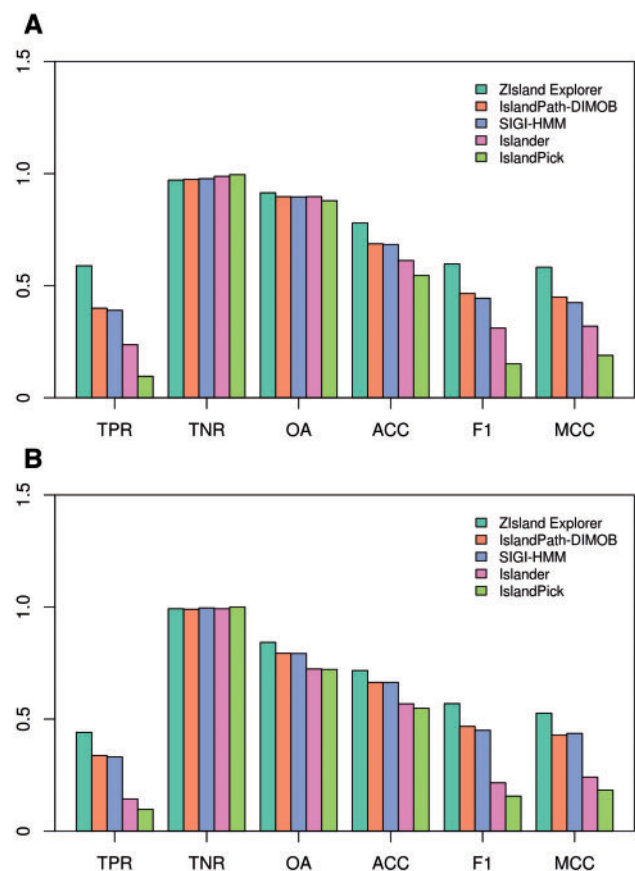 A
1.5
1.0
0.5
0
ZIsland Explorer
IslandPath-DIMOB
SIGI-HMM
Islander
IslandPick
TPR TNR OA ACC F1 MCC
B
1.5
1.0
0.5
0
ZIsland Explorer
IslandPath-DIMOB
SIGI-HMM
Islander
IslandPick
TPR TNR OA ACC F1 MCC